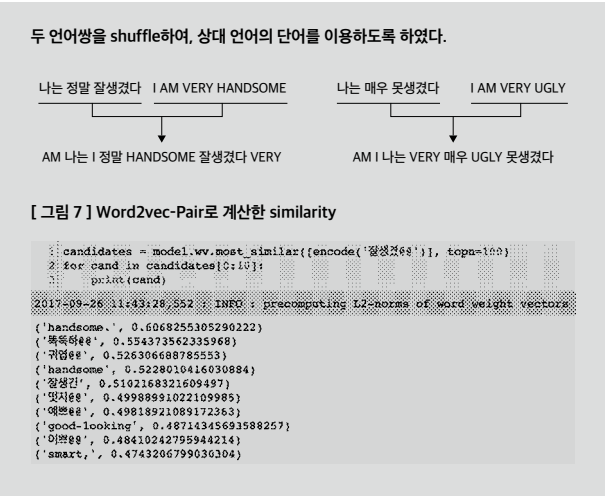 두 언어쌍을 shuffle하여, 상대 언어의 단어를 이용하도록 하였다.
나는 정말 잘생겼다 I AM VERY HANDSOME
나는 매우 못생겼다 I AM VERY UGLY
AM 나는 I 정말 HANDSOME 잘생겼다 VERY
AM I 나는 VERY 매우 UGLY 못생겼다
[ 그림 7 ] Word2vec-Pair로 계산한 similarity
1 candidates = model.wv.most_similar([encode('잘생겼@@')], topn=100)
2 for cand in candidates[0:10]:
3 print(cand)
2017-09-26 11:43:28,552 : INFO : precomputing L2-norms of word weight vectors
('handsome.', 0.6068255305290222)
('똑똑하@@', 0.554373562335968)
('귀엽@@', 0.526306688785553)
('handsome', 0.5228010416030884)
('잘생긴', 0.5102168321609497)
('멋지@@', 0.49988991022109985)
('예쁘@@', 0.49818921089172363)
('good-looking', 0.48714345693588257)
('이쁘@@', 0.48410242795944214)
('smart,', 0.4743206799030304)